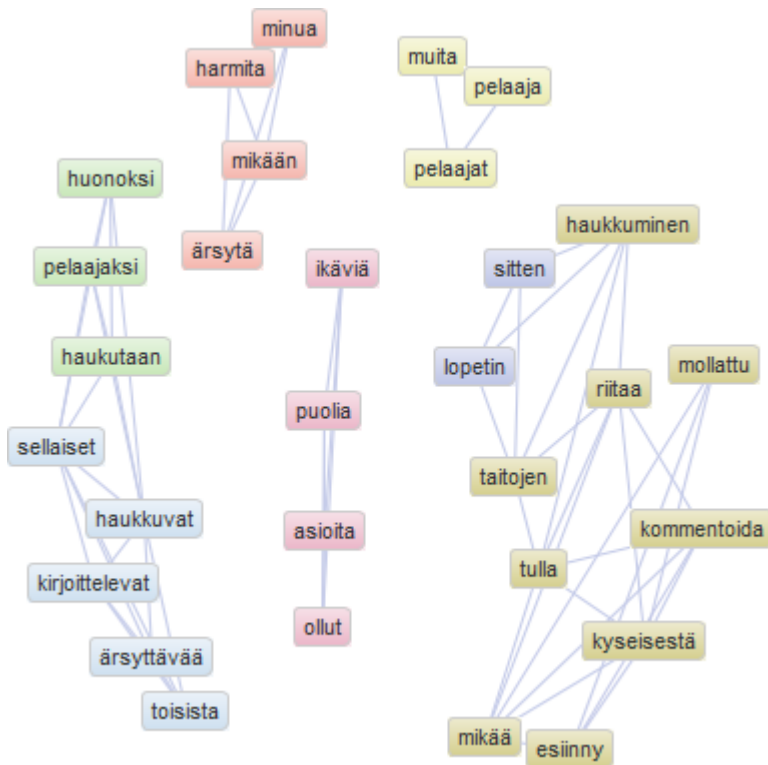 minua
harmita
mikään
ärsytä
muita
pelaaja
pelaajat
huonoksi
pelaajaksi
haukutaan
sellaiset
haukkuvat
kirjoittelevat
ärsyttävää
toisista
ikäviä
puolia
asioita
ollut
haukkuminen
sitten
lopetin
mollattu
riitaa
taitojen
kommentoida
tulla
kyseisestä
mikää
esiinny